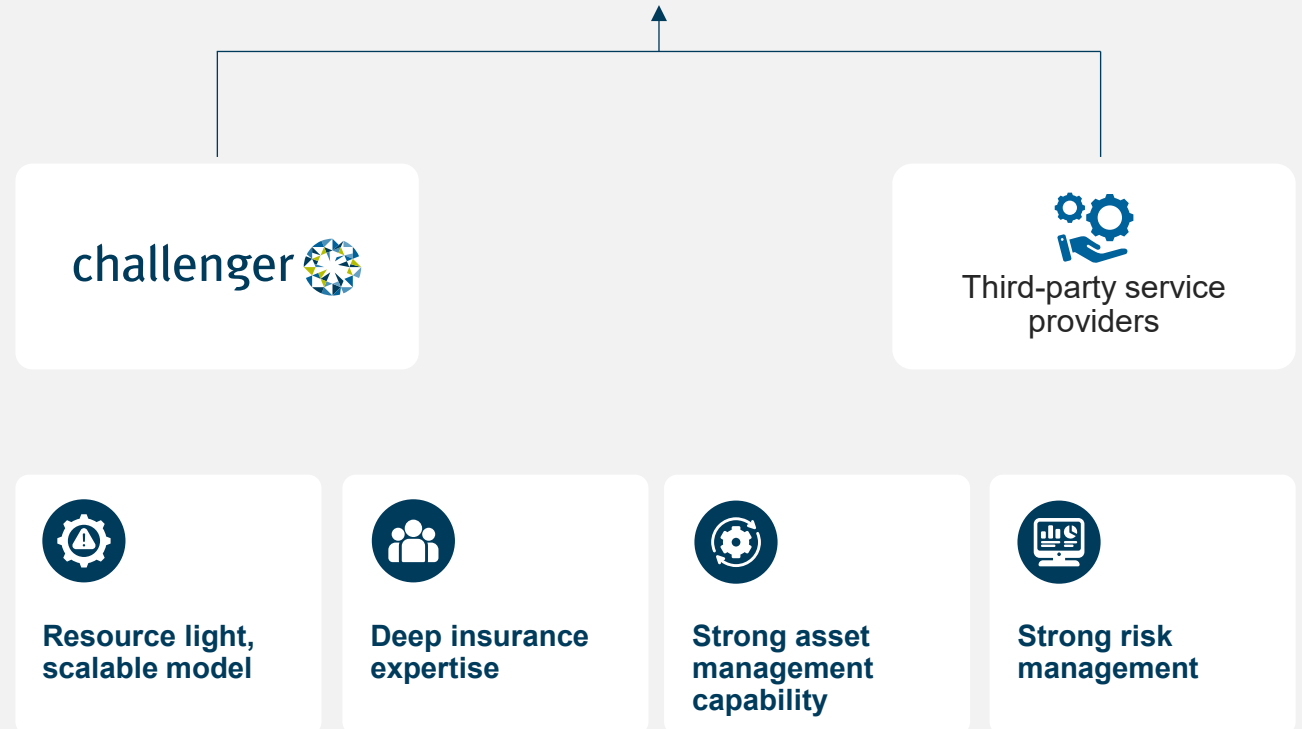 challenger
Third-party service
providers
Resource light,
scalable model
Deep insurance
expertise
Strong asset
management
capability
Strong risk
management